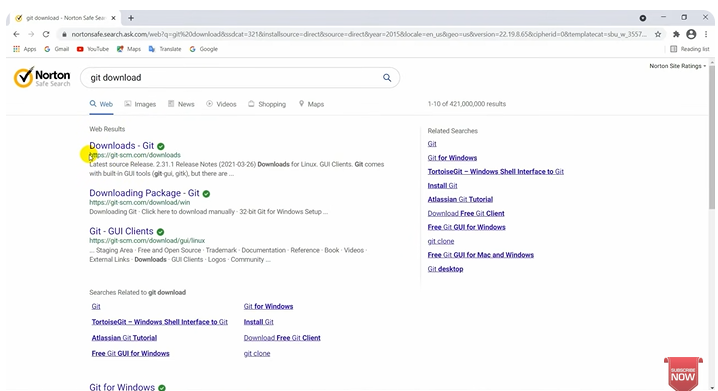 git download - Norton Safe Sear
nortonsafe.search.ask.com/web?q=git%20download&ssdcat=321&install source=direct&source=direct&year=2015&locale=en_us&geo=us&version=22.19.8.65&cipherid=0&templatecat=sbu_w_3557...
Apps
Gmail
YouTube
Maps
Translate
Google
Reading list
Norton
Safe Search
git download
Norton Site Ratings
Web
Images
News
Videos
Shopping
Maps
1-10 of 421,000,000 results
Web Results
Downloads - Git
https://git-scm.com/downloads
Latest source Release. 2.31.1 Release Notes (2021-03-26) Downloads for Linux. GUI Clients. Git comes
with built-in GUI tools (git-gui, gitk), but there are ...
Downloading Package - Git
https://git-scm.com/download/win
Downloading Git · Click here to download manually · 32-bit Git for Windows Setup ...
Git - GUI Clients
https://git-scm.com/download/gui/linux
... Staging Area · Free and Open Source · Trademark · Documentation · Reference · Book · Videos ·
External Links · Downloads · GUI Clients · Logos · Community ...
Searches Related to git download
Git
Git for Windows
TortoiseGit – Windows Shell Interface to Git
Install Git
Atlassian Git Tutorial
Download Free Git Client
Free Git GUI for Windows
git clone
Git for Windows
Related Searches
Git
Git for Windows
TortoiseGit – Windows Shell Interface to Git
Install Git
Atlassian Git Tutorial
Download Free Git Client
Free Git GUI for Windows
git clone
Free Git GUI for Mac and Windows
Git desktop
SUBSCRIBE
NOW